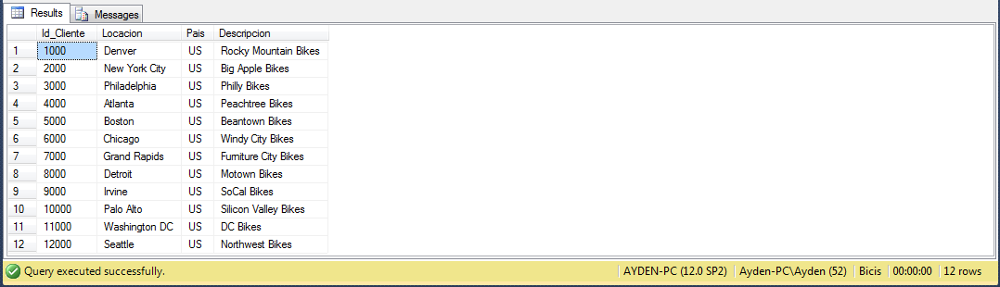 Results Messages
Id_Cliente Locacion Pais Descripcion
1 1000 Denver US Rocky Mountain Bikes
2 2000 New York City US Big Apple Bikes
3 3000 Philadelphia US Philly Bikes
4 4000 Atlanta US Peachtree Bikes
5 5000 Boston US Beantown Bikes
6 6000 Chicago US Windy City Bikes
7 7000 Grand Rapids US Furniture City Bikes
8 8000 Detroit US Motown Bikes
9 9000 Irvine US SoCal Bikes
10 10000 Palo Alto US Silicon Valley Bikes
11 11000 Washington DC US DC Bikes
12 12000 Seattle US Northwest Bikes
Query executed successfully. AYDEN-PC (12.0 SP2) Ayden-PC\Ayden (52) Bicis 00:00:00 12 rows